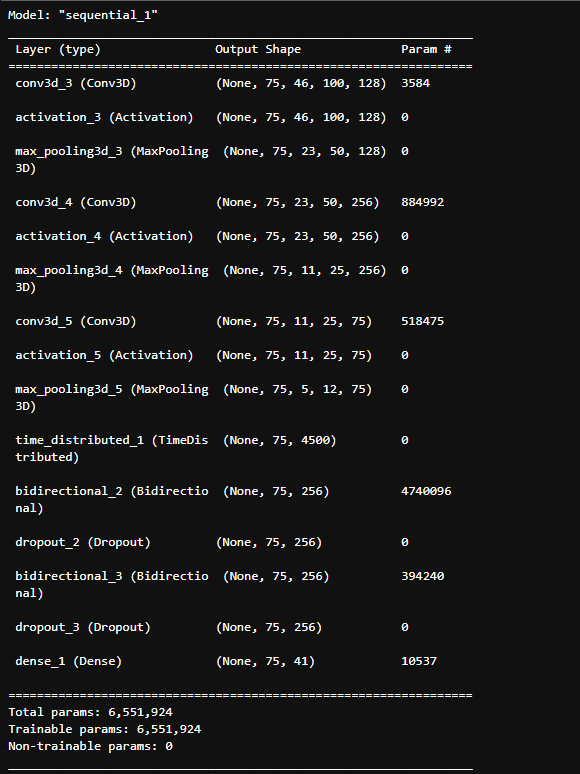 Model: "sequential_1"
Layer (type) Output Shape Param #
conv3d_3 (Conv3D) (None, 75, 46, 100, 128) 3584
activation_3 (Activation) (None, 75, 46, 100, 128) 0
max_pooling3d_3 (MaxPooling (None, 75, 23, 50, 128) 0
3D)
conv3d_4 (Conv3D) (None, 75, 23, 50, 256) 884992
activation_4 (Activation) (None, 75, 23, 50, 256) 0
max_pooling3d_4 (MaxPooling (None, 75, 11, 25, 256) 0
3D)
conv3d_5 (Conv3D) (None, 75, 11, 25, 75) 518475
activation_5 (Activation) (None, 75, 11, 25, 75) 0
max_pooling3d_5 (MaxPooling (None, 75, 5, 12, 75) 0
3D)
time_distributed_1 (TimeDis (None, 75, 4500) 0
tributed)
bidirectional_2 (Bidirectio (None, 75, 256) 4740096
nal)
dropout_2 (Dropout) (None, 75, 256) 0
bidirectional_3 (Bidirectio (None, 75, 256) 394240
nal)
dropout_3 (Dropout) (None, 75, 256) 0
dense_1 (Dense) (None, 75, 41) 10537
Total params: 6,551,924
Trainable params: 6,551,924
Non-trainable params: 0